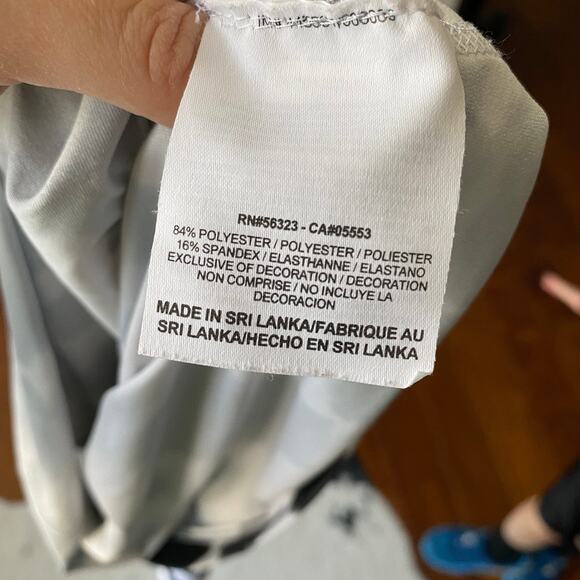 RN#56323 - CA#05553
84% POLYESTER / POLYESTER / POLIESTER
16% SPANDEX / ELASTHANNE / ELASTANO
EXCLUSIVE OF DECORATION / DECORATION
NON COMPRISE / NO INCLUYE LA
DECORACION
MADE IN SRI LANKA/FABRIQUE AU
SRI LANKA/HECHO EN SRI LANKA